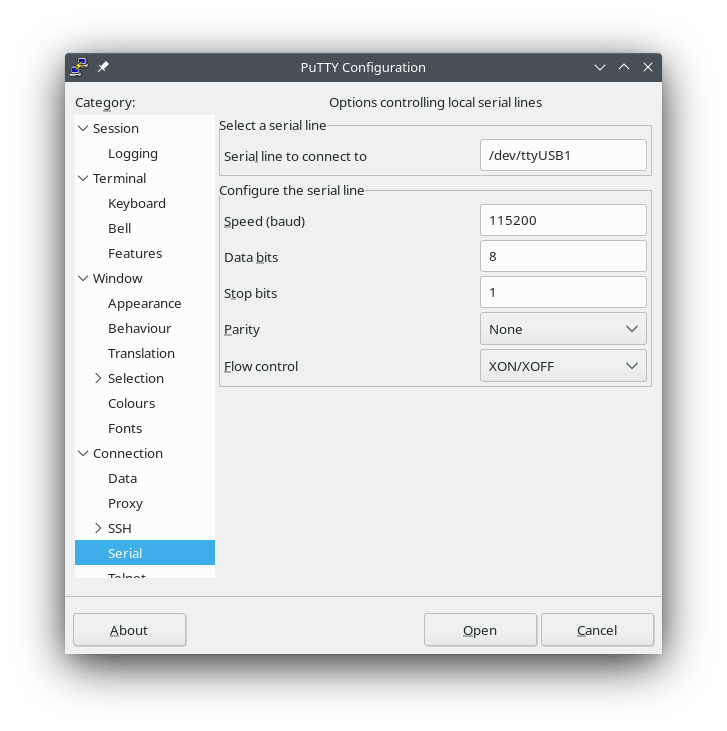 PuTTY Configuration
Category:
Options controlling local serial lines
Session
Logging
Terminal
Keyboard
Bell
Features
Window
Appearance
Behaviour
Translation
Selection
Colours
Fonts
Connection
Data
Proxy
SSH
Serial
Telnet
Select a serial line
Serial line to connect to /dev/ttyUSB1
Configure the serial line
Speed (baud) 115200
Data bits 8
Stop bits 1
Parity None
Flow control XON/XOFF
About
Open
Cancel